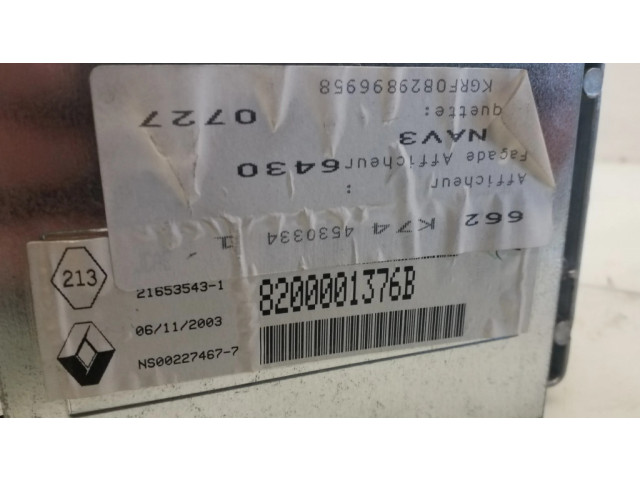 662 K74 4530334 1
Afficheur :
Façade Afficheur 6430
NAV3
quette: 0727
KGRF0829896958
213
21653543-1
8200001376B
06/11/2003
NS00227467-7